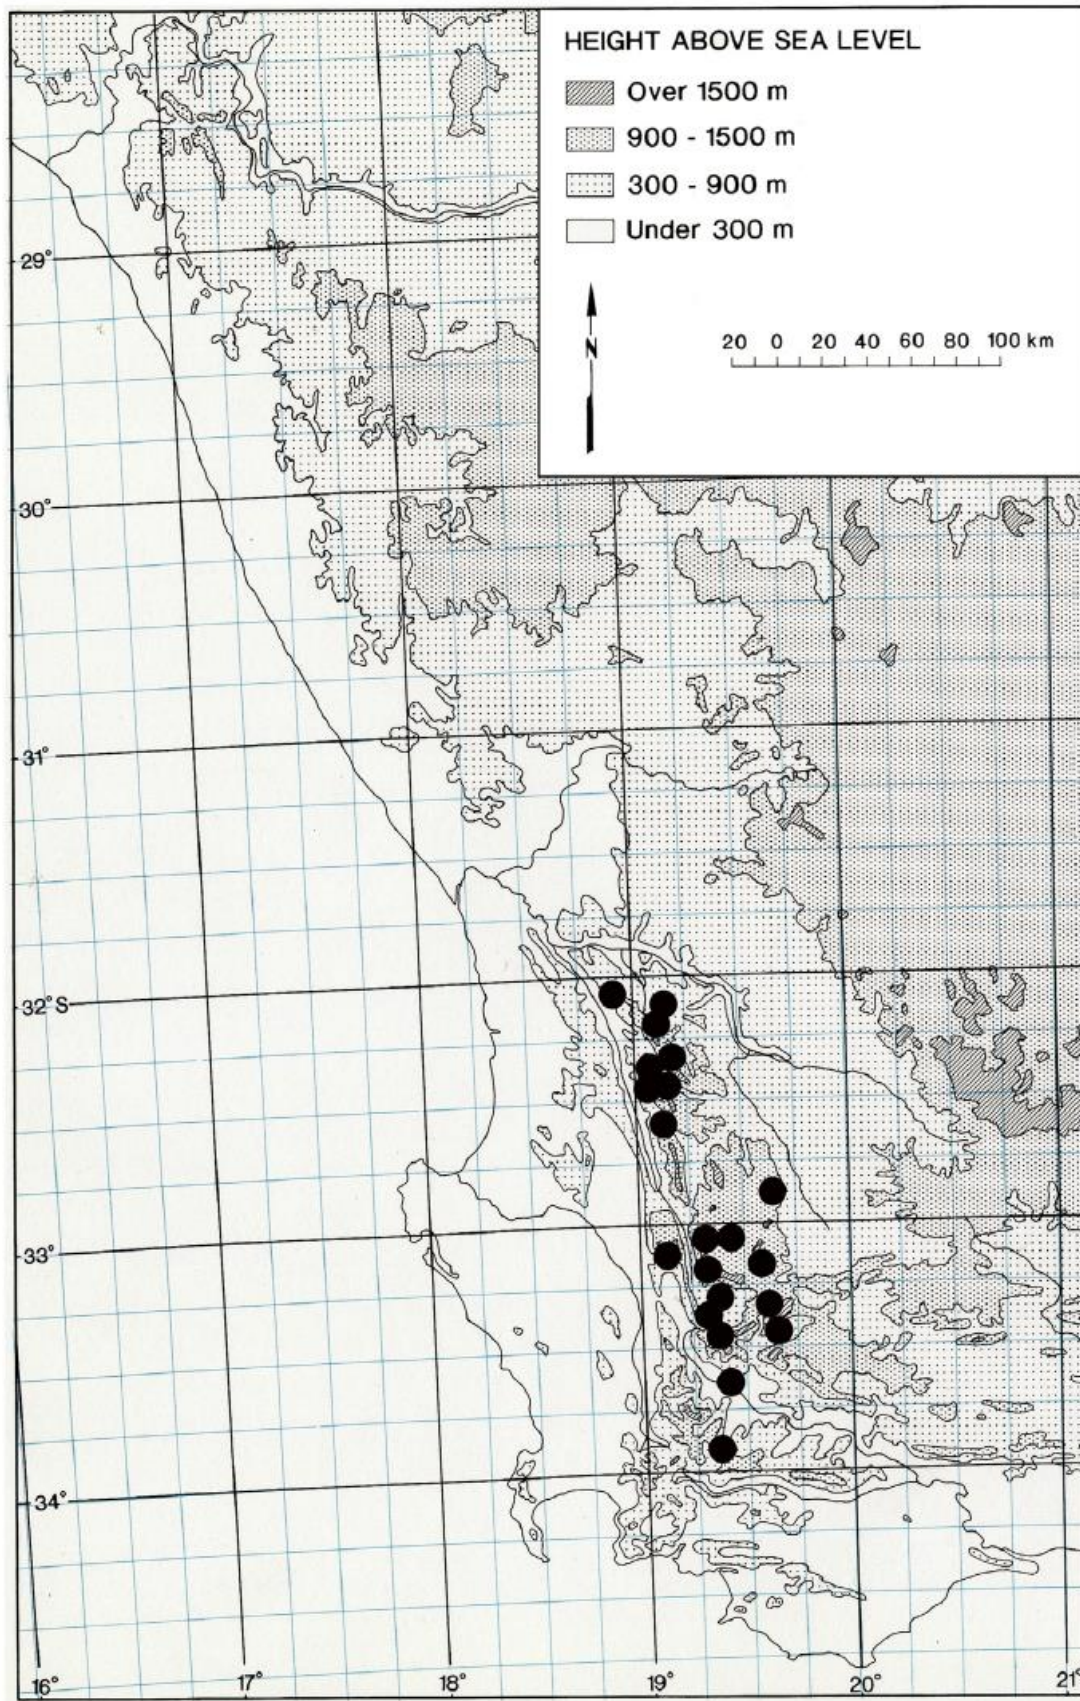 HEIGHT ABOVE SEA LEVEL
Over 1500 m
900 - 1500 m
300 - 900 m
Under 300 m
N
20 0 20 40 60 80 100 km
29°
30°
31°
32°S
33°
34°
16° 17° 18° 19° 20° 21°